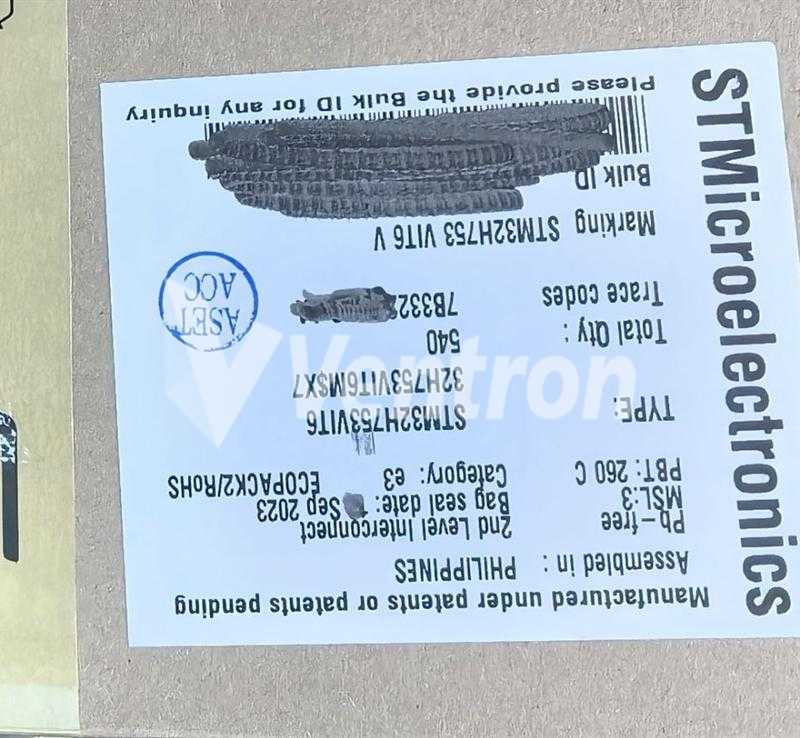 STMicroelectronics
Manufactured under patents or patents pending
Assembled in : PHILIPPINES
Pb-free 2nd Level Interconnect
MSL:3 Bag seal date: Sep 2023
PBT: 260 C Category: e3 ECOPACK2/RoHS
TYPE: STM32H753VIT6
32H753VIT6M$X7
Total Qty : 540
Trace codes 7B332
Marking STM32H753 VIT6 V
Bulk ID
Please provide the Bulk ID for any inquiry
ASET
ACC
Ventron